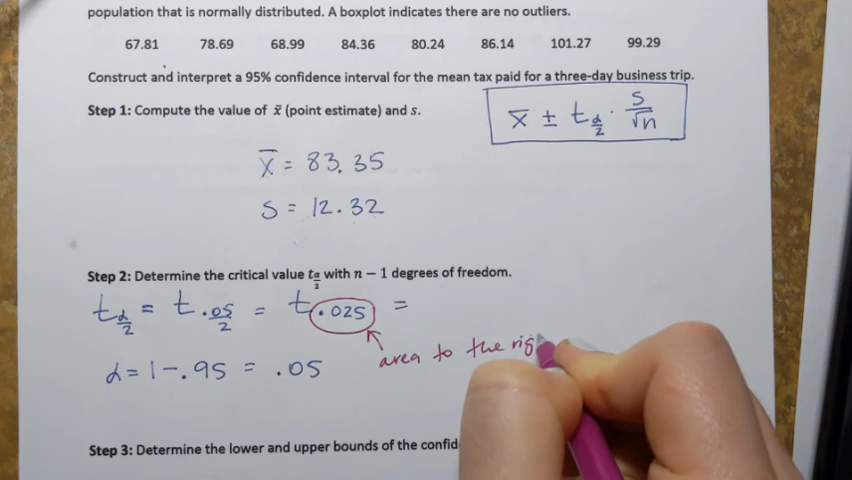 population that is normally distributed. A boxplot indicates there are no outliers.
67.81 78.69 68.99 84.36 80.24 86.14 101.27 99.29
Construct and interpret a 95% confidence interval for the mean tax paid for a three-day business trip.
Step 1: Compute the value of x̄ (point estimate) and s.
x̄ ± t_{α/2} · s/√n
x̄ = 83.35
s = 12.32
Step 2: Determine the critical value t_{α/2} with n − 1 degrees of freedom.
t_{α/2} = t_{.05/2} = t_{.025} =
area to the rig
α = 1 - .95 = .05
Step 3: Determine the lower and upper bounds of the confid